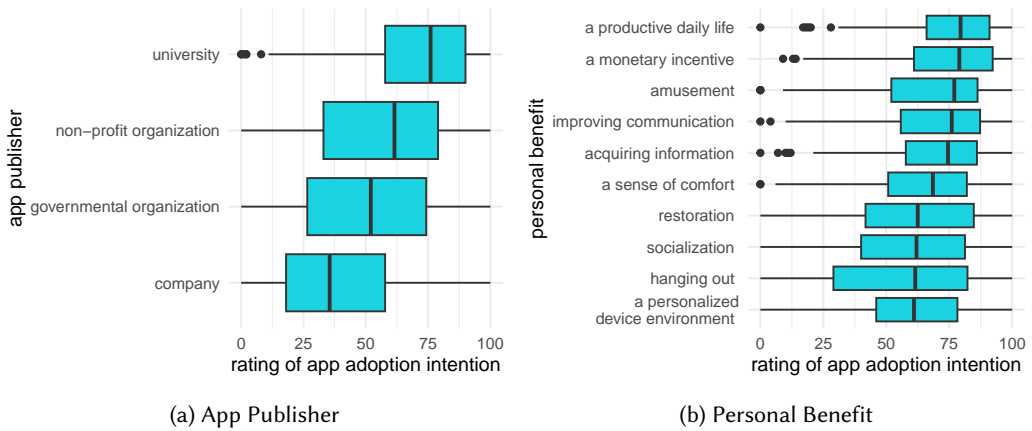 app publisher
university
non−profit organization
governmental organization
company
0 25 50 75 100
rating of app adoption intention
(a) App Publisher
personal benefit
a productive daily life
a monetary incentive
amusement
improving communication
acquiring information
a sense of comfort
restoration
socialization
hanging out
a personalized
device environment
0 25 50 75 100
rating of app adoption intention
(b) Personal Benefit